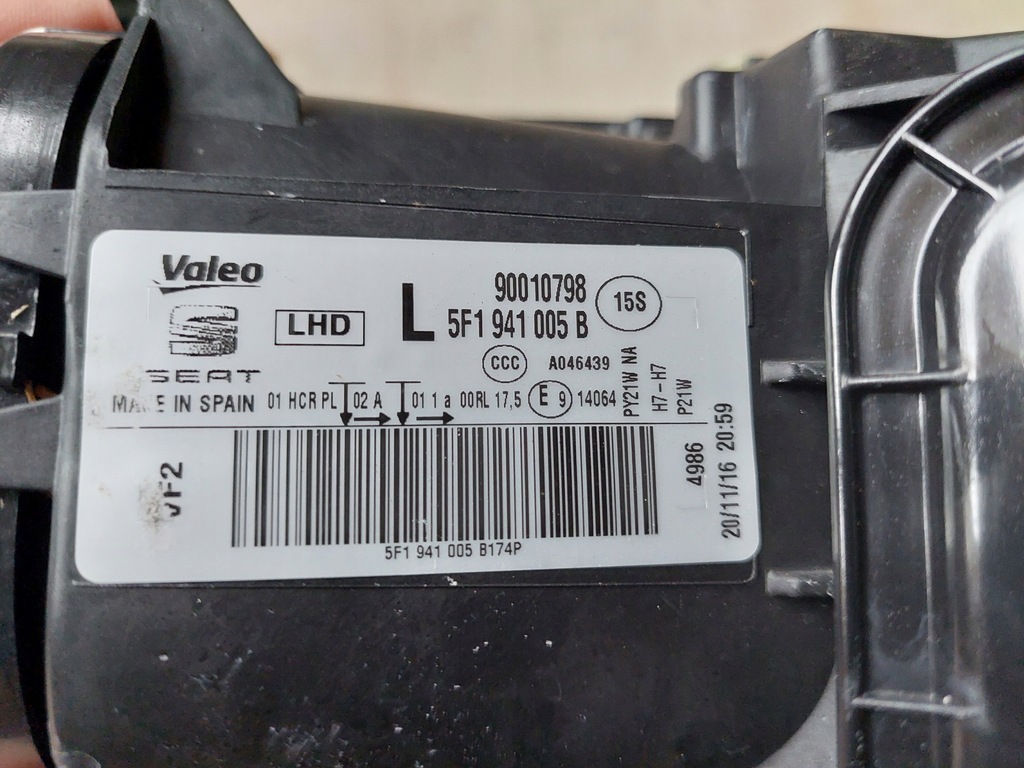 Valeo
SEAT
MADE IN SPAIN
LHD
L
90010798
5F1 941 005 B
15S
CCC A046439
01 HCR PL 02 A 01 1 a 00RL 17,5 E 9 14064
PY21W NA
H7-H7
P21W
4986
20/11/16 20:59
5F1 941 005 B174P